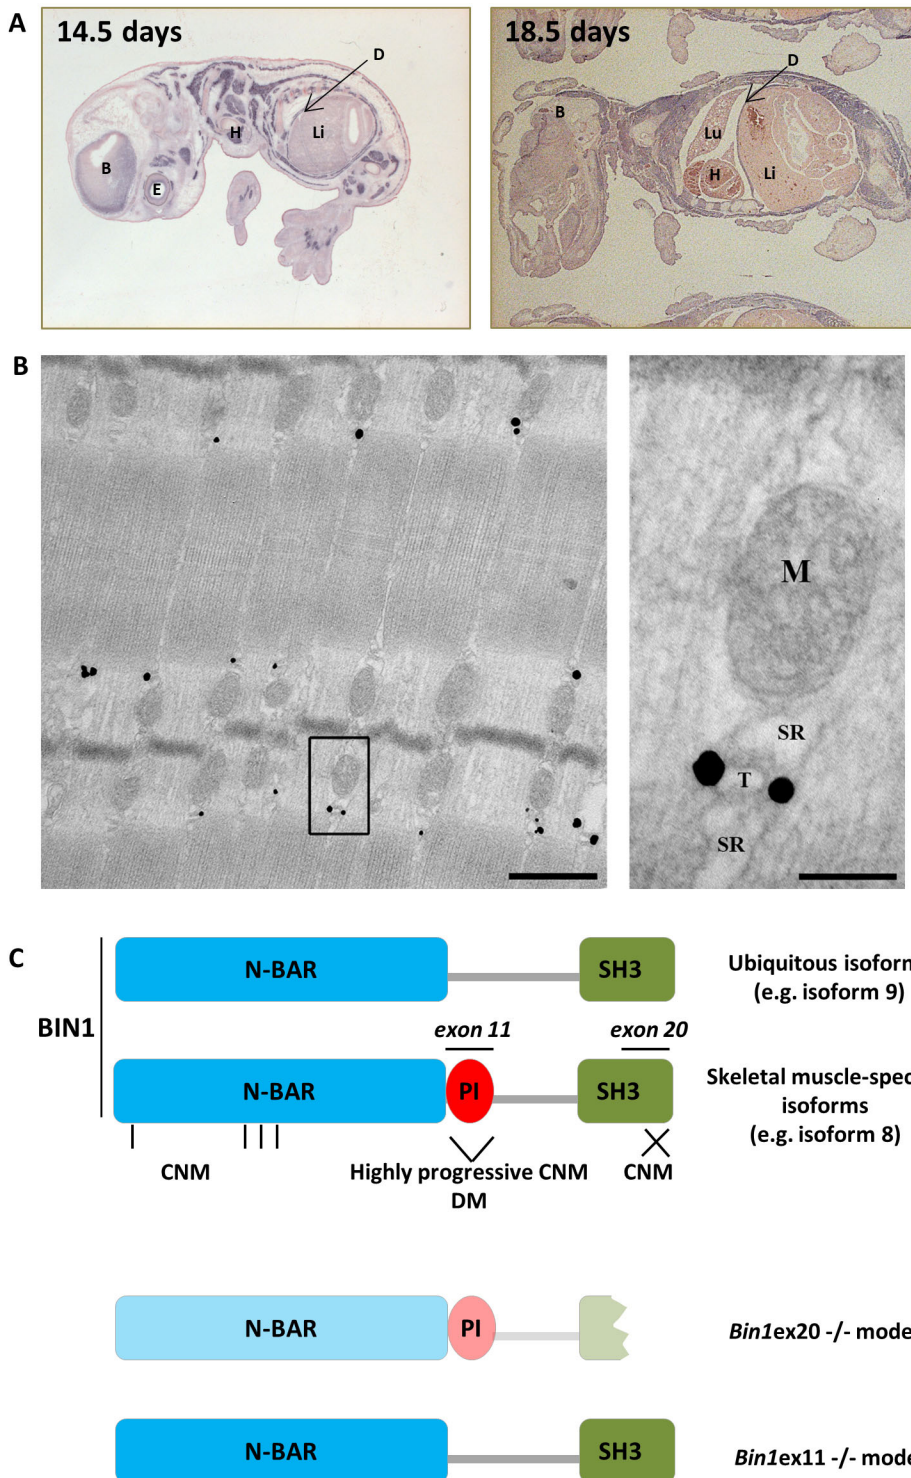 A
14.5 days
D
H
Li
B
E
18.5 days
D
B
Lu
H
Li
B
M
SR
T
SR
C
BIN1
N-BAR
SH3
Ubiquitous isoform
(e.g. isoform 9)
exon 11
exon 20
N-BAR
PI
SH3
Skeletal muscle-spec
isoforms
(e.g. isoform 8)
CNM
Highly progressive CNM
DM
CNM
N-BAR
PI
Bin1ex20 -/- mode
N-BAR
SH3
Bin1ex11 -/- mode